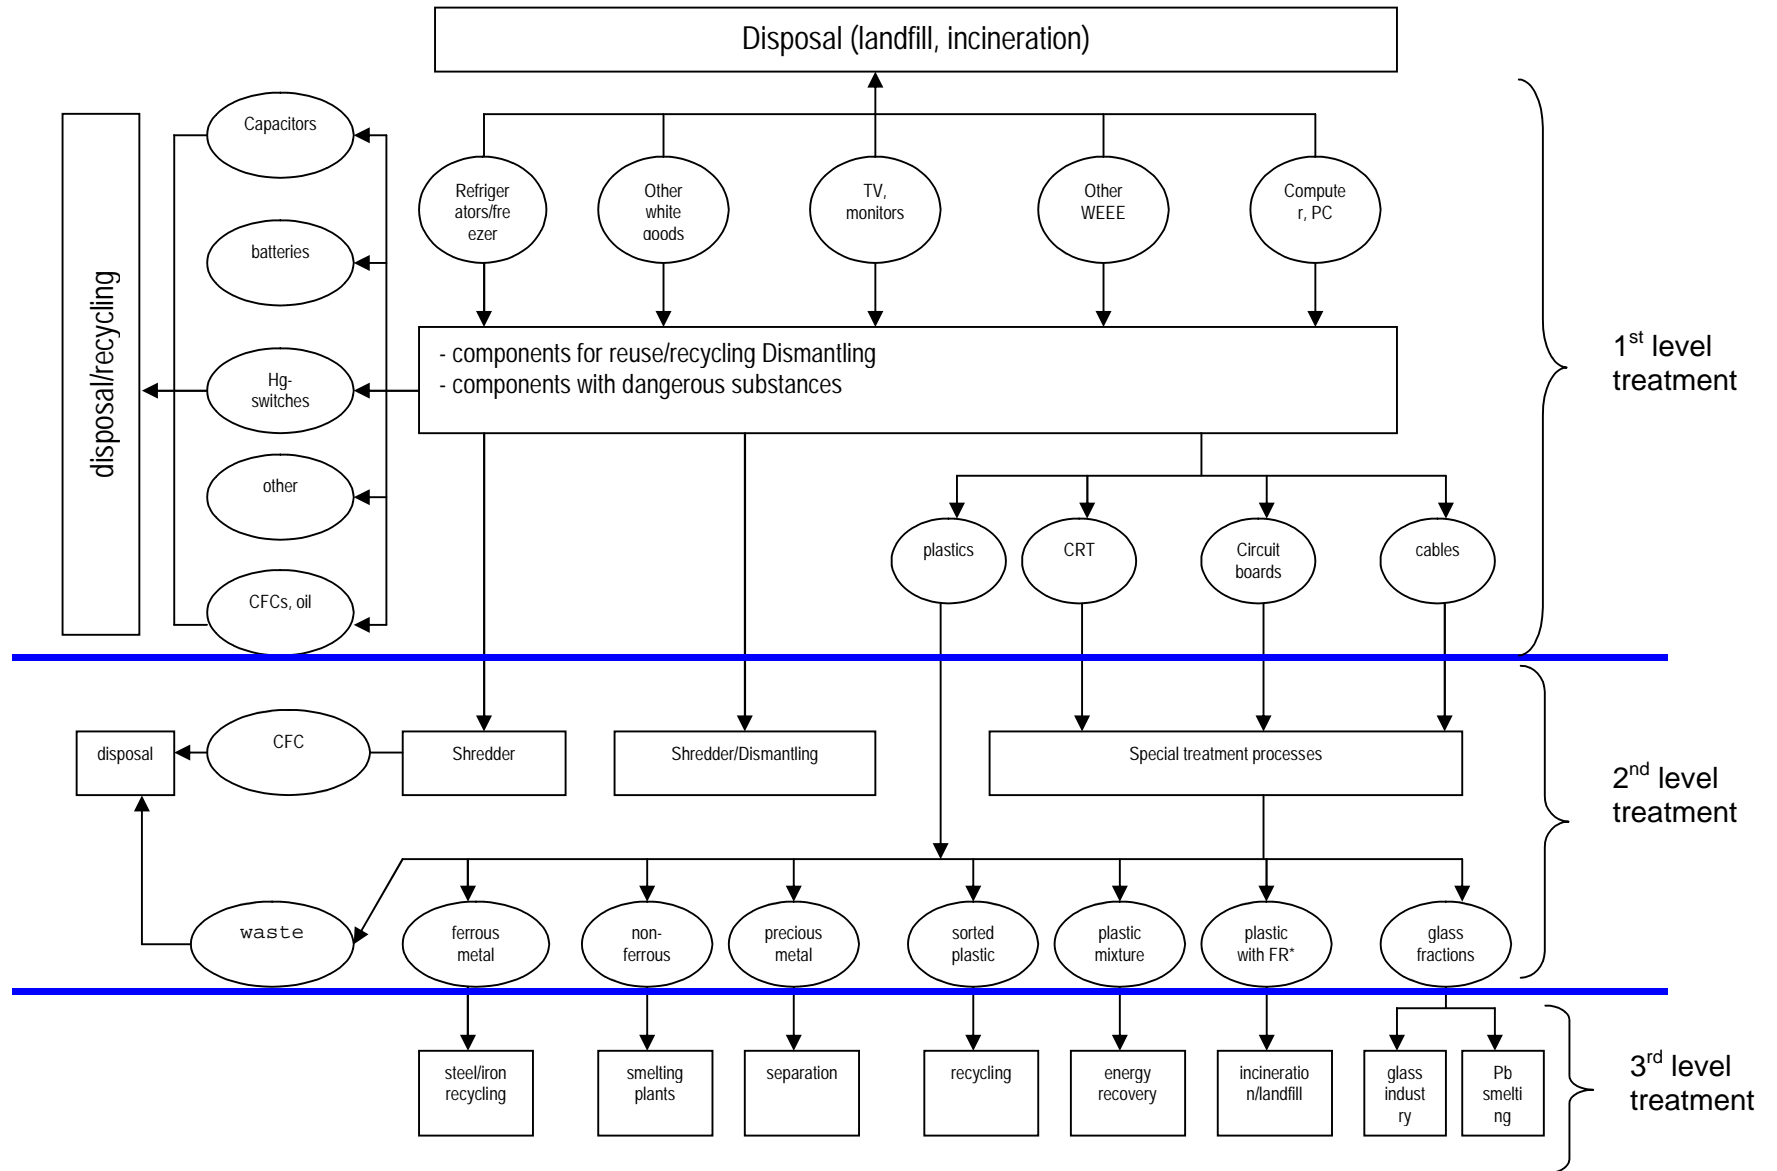 Disposal (landfill, incineration)
disposal/recycling
Capacitors
batteries
Hg-
switches
other
CFCs, oil
Refriger
ators/fre
ezer
Other
white
goods
TV,
monitors
Other
WEEE
Compute
r, PC
- components for reuse/recycling Dismantling
- components with dangerous substances
1st level
treatment
plastics
CRT
Circuit
boards
cables
disposal
CFC
Shredder
Shredder/Dismantling
Special treatment processes
2nd level
treatment
waste
ferrous
metal
non-
ferrous
precious
metal
sorted
plastic
plastic
mixture
plastic
with FR*
glass
fractions
steel/iron
recycling
smelting
plants
separation
recycling
energy
recovery
incineratio
n/landfill
glass
indust
ry
Pb
smelti
ng
3rd level
treatment